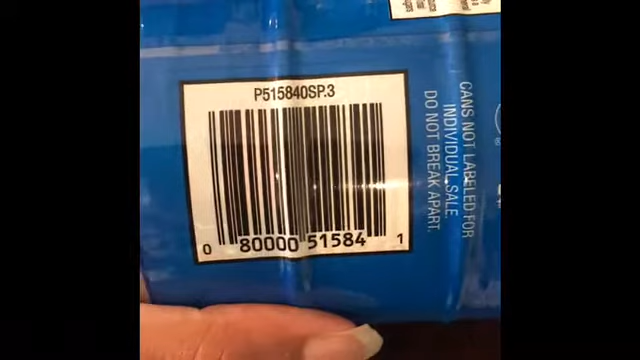 P515840SP.3
0 80000 51584 1
CANS NOT LABELED FOR
INDIVIDUAL SALE.
DO NOT BREAK APART.